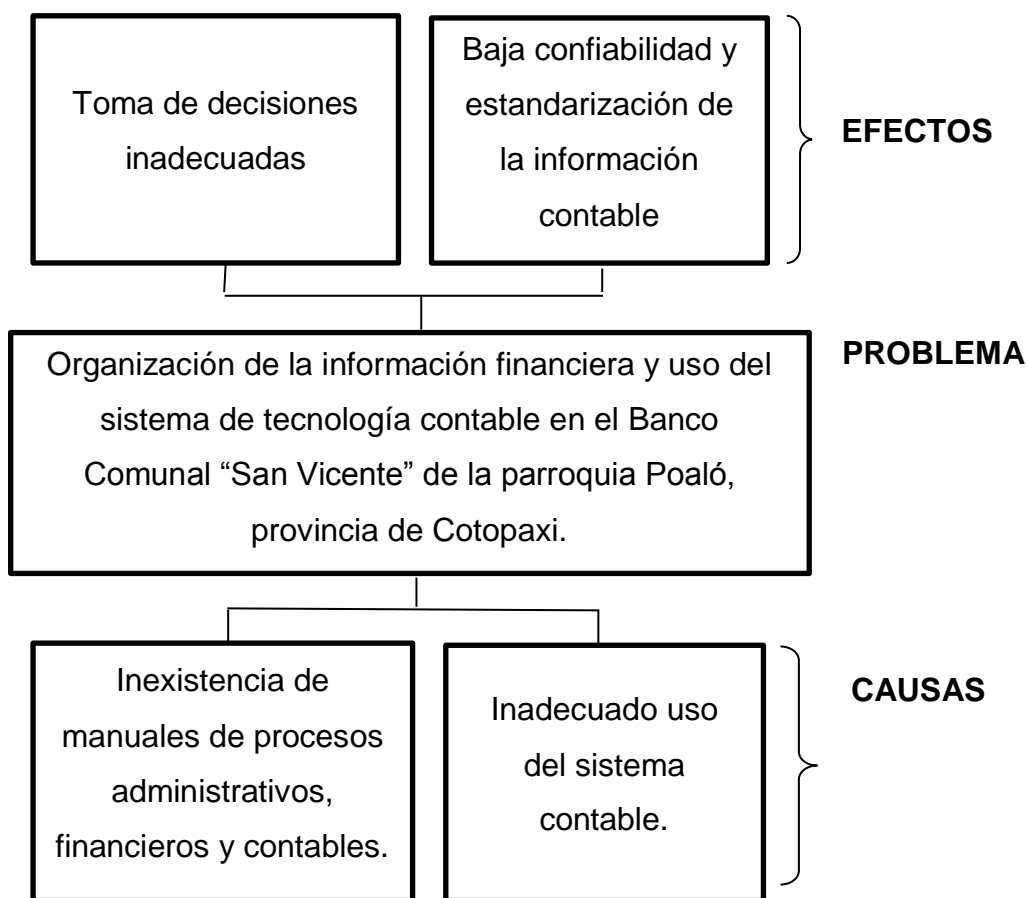 Toma de decisiones
inadecuadas
Baja confiabilidad y
estandarización de
la información
contable
EFECTOS
Organización de la información financiera y uso del
sistema de tecnología contable en el Banco
Comunal “San Vicente” de la parroquia Poaló,
provincia de Cotopaxi.
PROBLEMA
Inexistencia de
manuales de procesos
administrativos,
financieros y contables.
Inadecuado uso
del sistema
contable.
CAUSAS